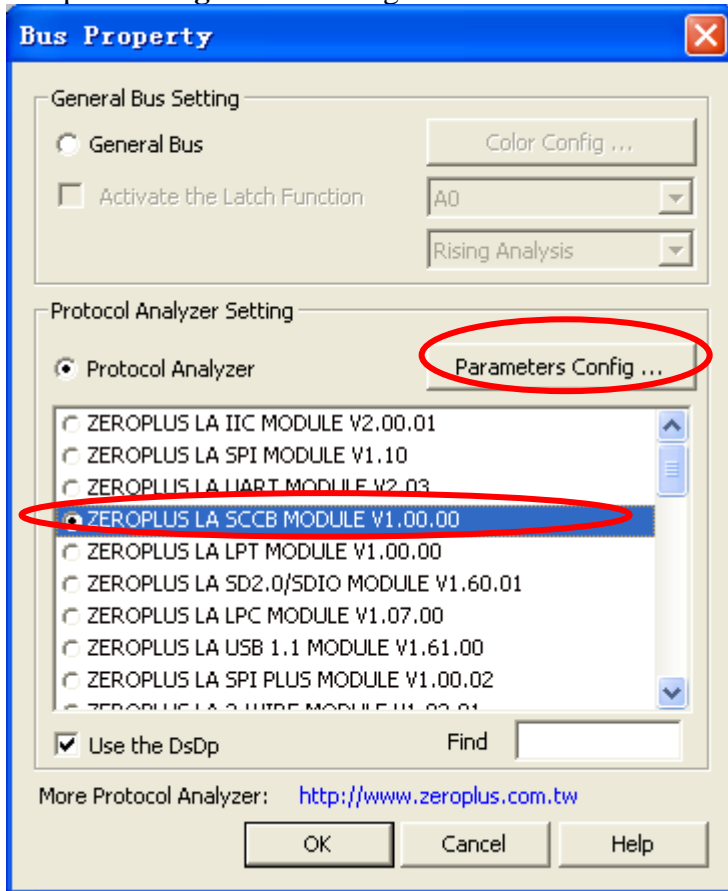 Bus Property
General Bus Setting
General Bus
Color Config ...
Activate the Latch Function
A0
Rising Analysis
Protocol Analyzer Setting
Protocol Analyzer
Parameters Config ...
ZEROPLUS LA IIC MODULE V2.00.01
ZEROPLUS LA SPI MODULE V1.10
ZEROPLUS LA UART MODULE V2.03
ZEROPLUS LA SCCB MODULE V1.00.00
ZEROPLUS LA LPT MODULE V1.00.00
ZEROPLUS LA SD2.0/SDIO MODULE V1.60.01
ZEROPLUS LA LPC MODULE V1.07.00
ZEROPLUS LA USB 1.1 MODULE V1.61.00
ZEROPLUS LA SPI PLUS MODULE V1.00.02
Use the DsDp
Find
More Protocol Analyzer: http://www.zeroplus.com.tw
OK
Cancel
Help